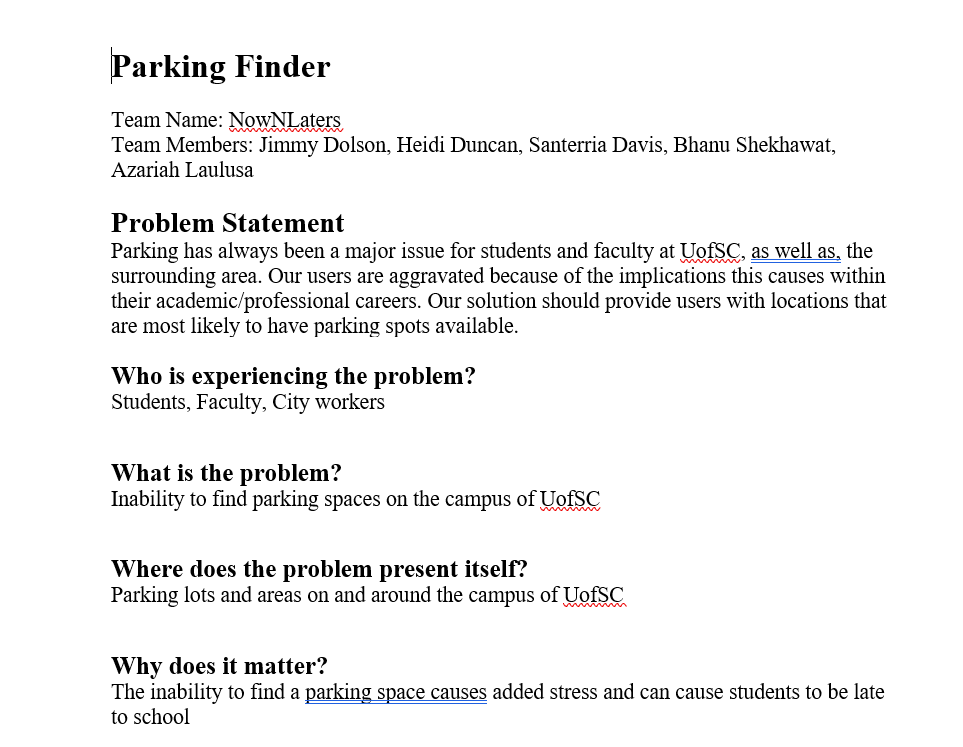 Parking Finder
Team Name: NowNLaters
Team Members: Jimmy Dolson, Heidi Duncan, Santerria Davis, Bhanu Shekhawat,
Azariah Laulusa
Problem Statement
Parking has always been a major issue for students and faculty at UofSC, as well as, the
surrounding area. Our users are aggravated because of the implications this causes within
their academic/professional careers. Our solution should provide users with locations that
are most likely to have parking spots available.
Who is experiencing the problem?
Students, Faculty, City workers
What is the problem?
Inability to find parking spaces on the campus of UofSC
Where does the problem present itself?
Parking lots and areas on and around the campus of UofSC
Why does it matter?
The inability to find a parking space causes added stress and can cause students to be late
to school